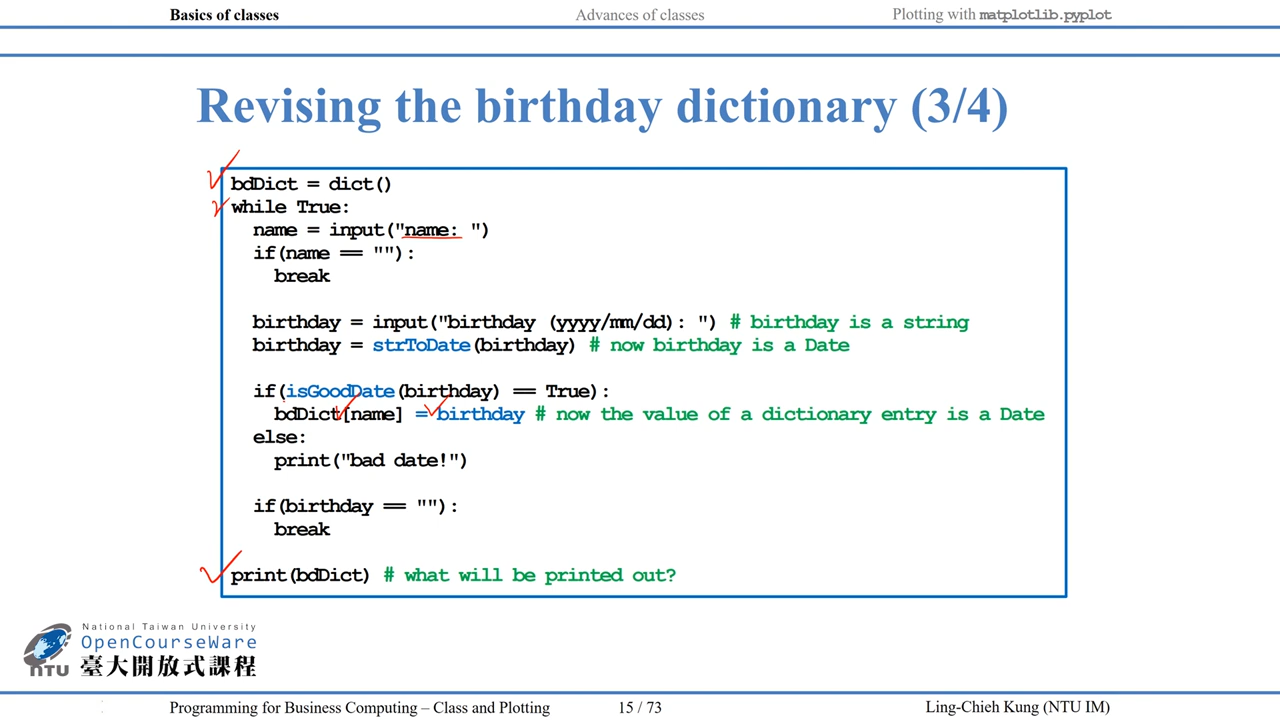 Basics of classes
Advances of classes
Plotting with matplotlib.pyplot
Revising the birthday dictionary (3/4)
bdDict = dict()
while True:
name = input("name: ")
if(name == ""):
break
birthday = input("birthday (yyyy/mm/dd): ") # birthday is a string
birthday = strToDate(birthday) # now birthday is a Date
if(isGoodDate(birthday) == True):
bdDict[name] = birthday # now the value of a dictionary entry is a Date
else:
print("bad date!")
if(birthday == ""):
break
print(bdDict) # what will be printed out?
National Taiwan University
OpenCourseWare
NTU 臺大開放式課程
Programming for Business Computing – Class and Plotting
15 / 73
Ling-Chieh Kung (NTU IM)